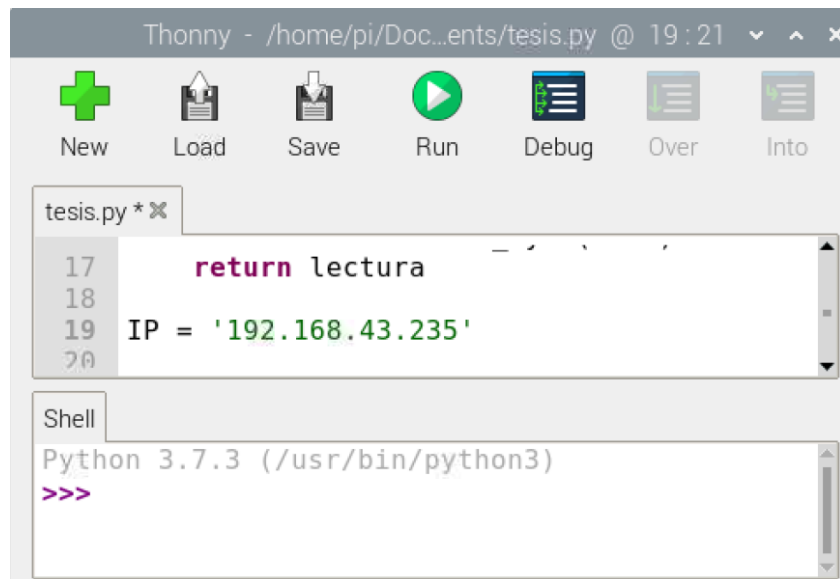 Thonny - /home/pi/Doc...ents/tesis.py @ 19:21
New Load Save Run Debug Over Into
tesis.py *
17 return lectura
18
19 IP = '192.168.43.235'
20
Shell
Python 3.7.3 (/usr/bin/python3)
>>>